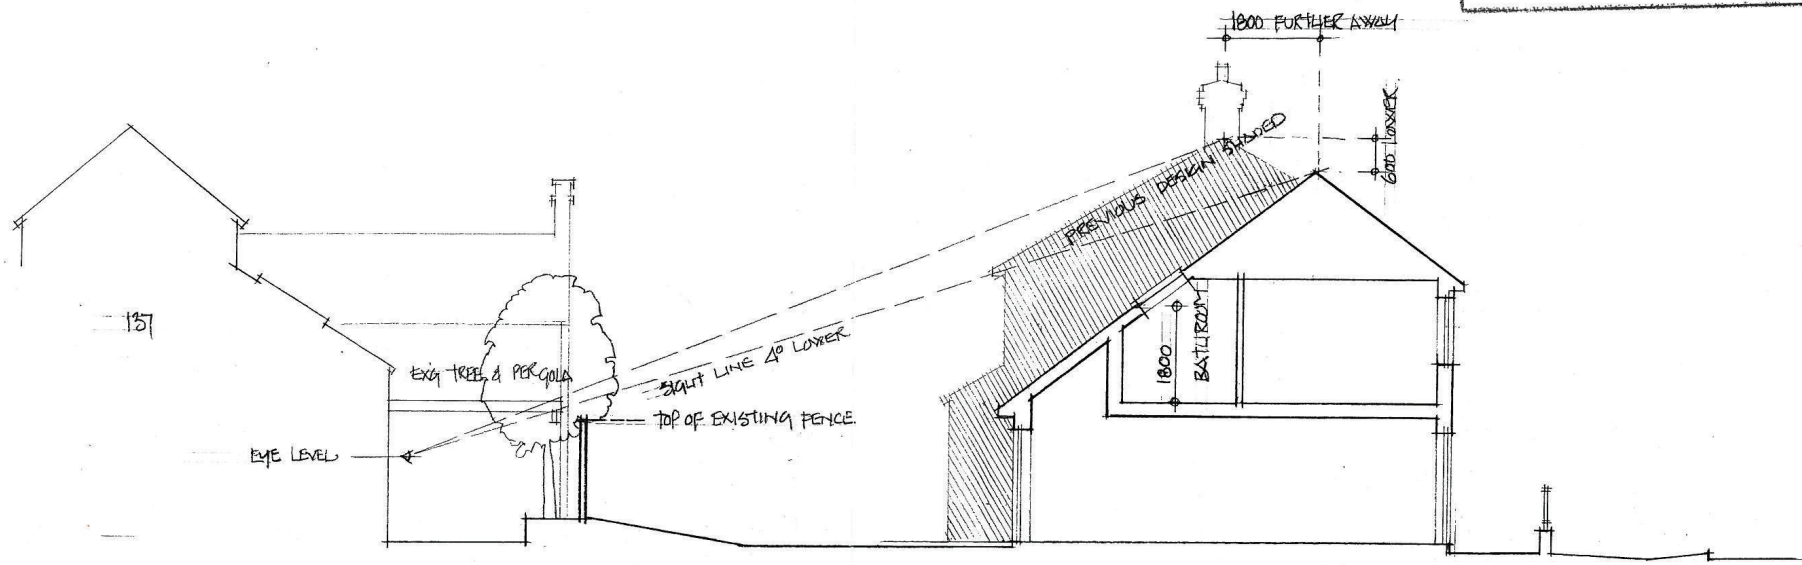 1800 FURTHER AWAY
600 LOWER
PREVIOUS DESIGN SHADED
137
EXG TREE & PERGOLA
SIGHT LINE 4° LOWER
TOP OF EXISTING FENCE.
EYE LEVEL
1800
BATHROOM